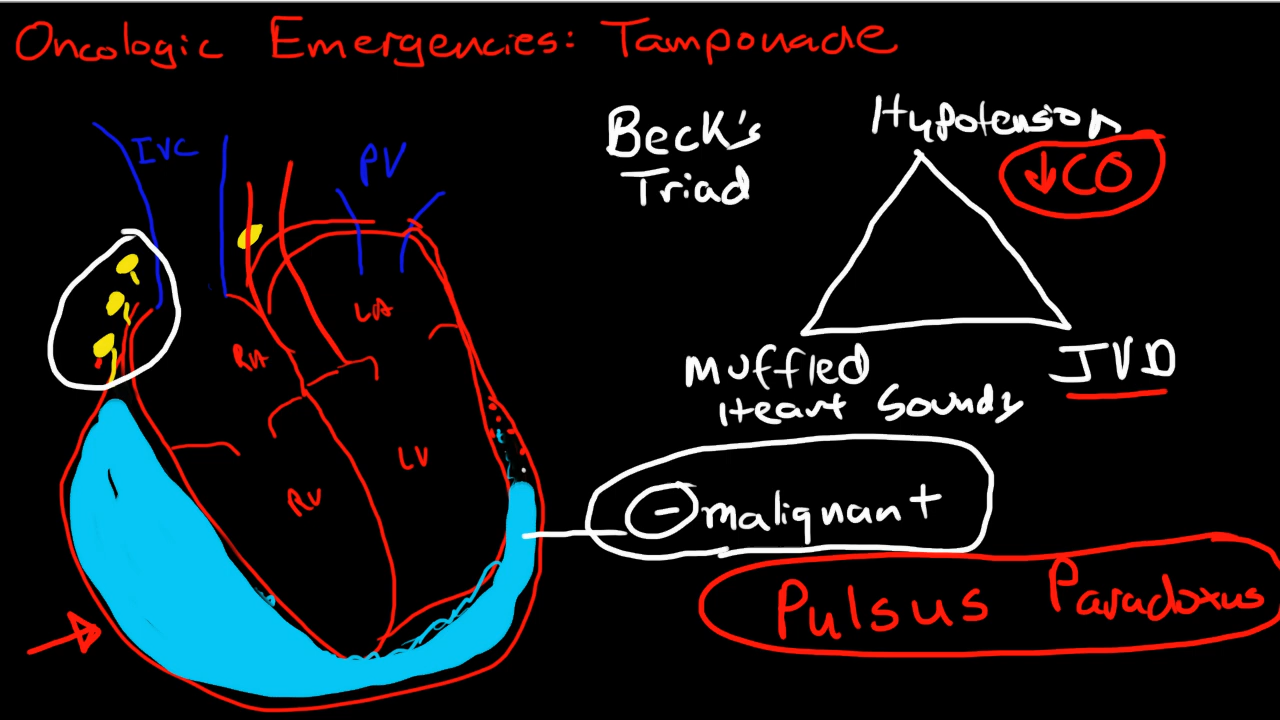 Oncologic Emergencies: Tamponade
IVC
PV
LA
RA
LV
RV
Beck's
Triad
Hypotension
↓CO
Muffled
Heart Sounds
JVD
- malignant
Pulsus Paradoxus